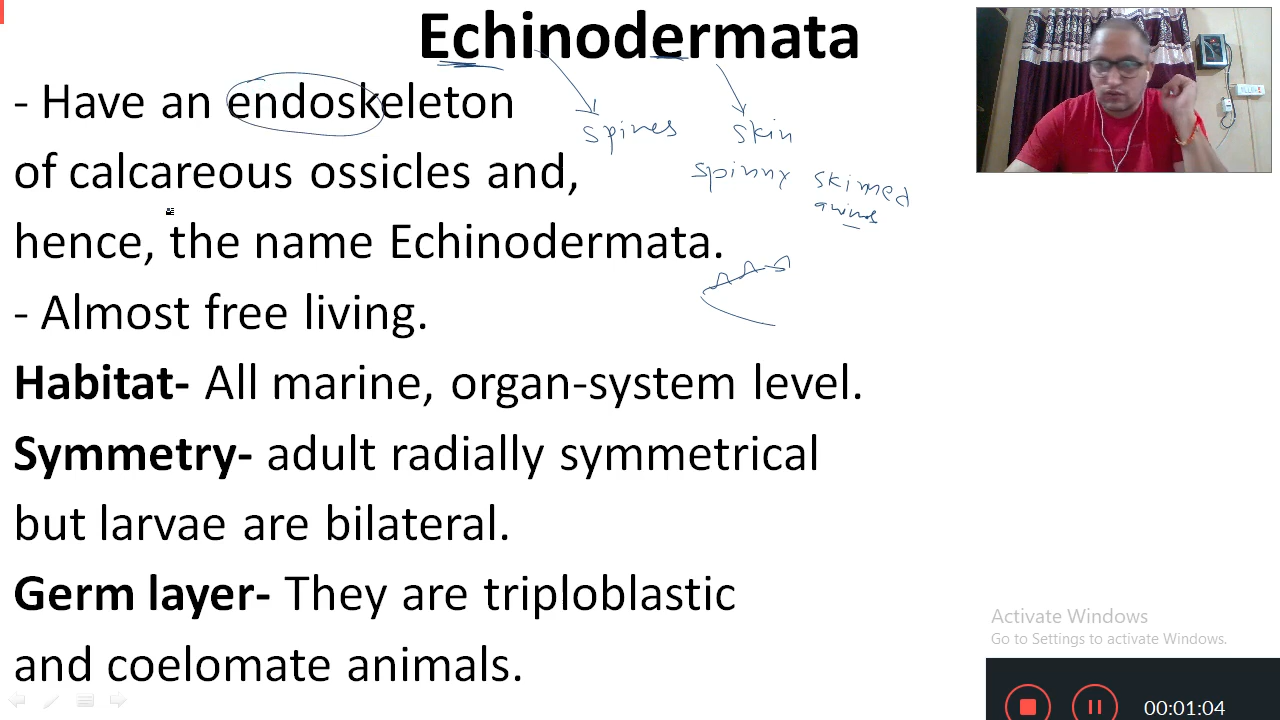 Echinodermata
- Have an endoskeleton
spines skin
of calcareous ossicles and,
spinny skinned
hence, the name Echinodermata.
- Almost free living.
Habitat- All marine, organ-system level.
Symmetry- adult radially symmetrical
but larvae are bilateral.
Germ layer- They are triploblastic
and coelomate animals.
Activate Windows
Go to Settings to activate Windows.
00:01:04